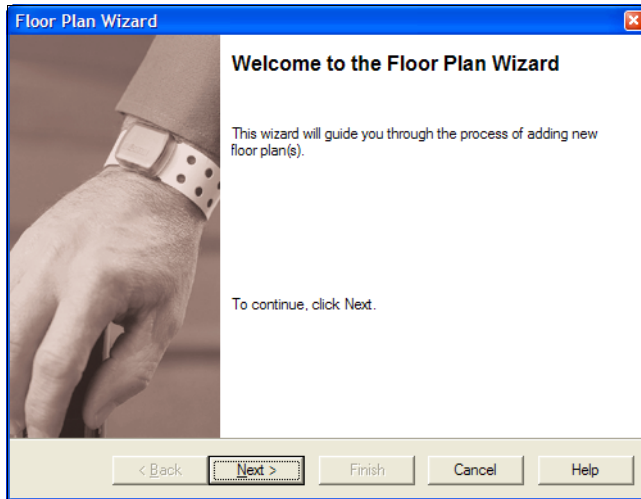 Floor Plan Wizard
Welcome to the Floor Plan Wizard
This wizard will guide you through the process of adding new
floor plan(s).
To continue, click Next.
< Back
Next >
Finish
Cancel
Help